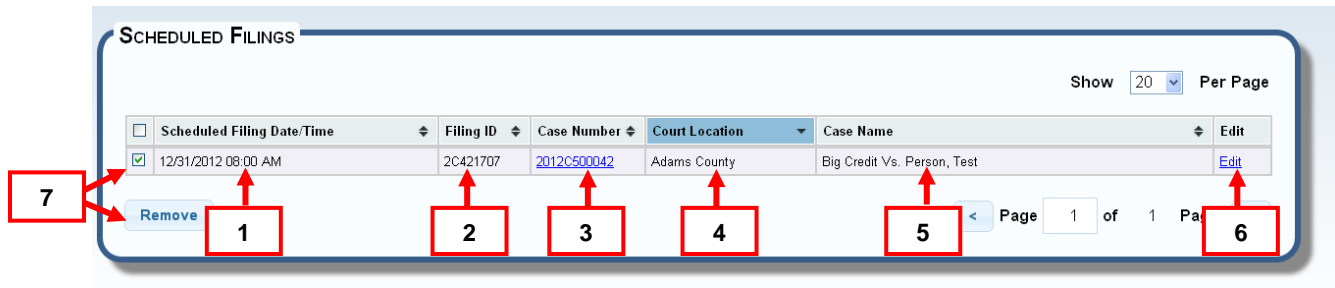 SCHEDULED FILINGS
Show 20 Per Page
Scheduled Filing Date/Time Filing ID Case Number Court Location Case Name Edit
12/31/2012 08:00 AM 2C421707 2012C500042 Adams County Big Credit Vs. Person, Test Edit
7
Remove < Page 1 of 1
1 2 3 4 5 6